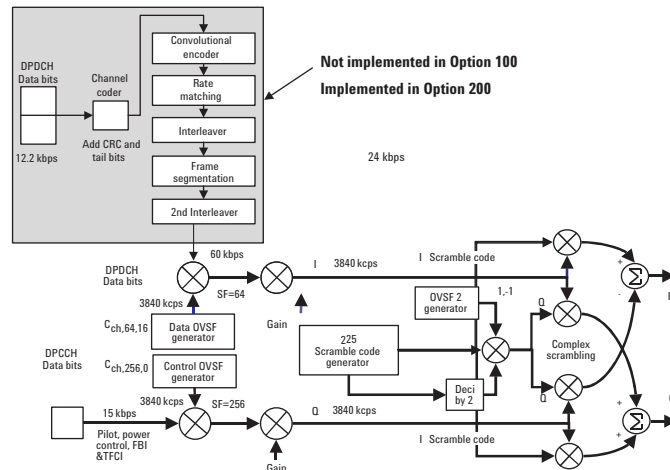 Convolutional
encoder
DPDCH
Data bits
Channel
coder
Rate
matching
Interleaver
Add CRC and
tail bits
12.2 kbps
Frame
segmentation
2nd Interleaver
Not implemented in Option 100
Implemented in Option 200
24 kbps
60 kbps
DPDCH
Data bits
I 3840 kcps
I Scramble code
SF=64
3840 kcps
OVSF 2
generator
1,-1
Cch,64,16
Data OVSF
generator
Gain
Q
225
Scramble code
generator
Complex
scrambling
DPCCH
Data bits
Cch,256,0
Control OVSF
generator
Deci
by 2
Q
3840 kcps
SF=256
15 kbps
Q 3840 kcps
Pilot, power
control, FBI
&TFCI
I Scramble code
Gain
+
-
Σ
+
+
Σ